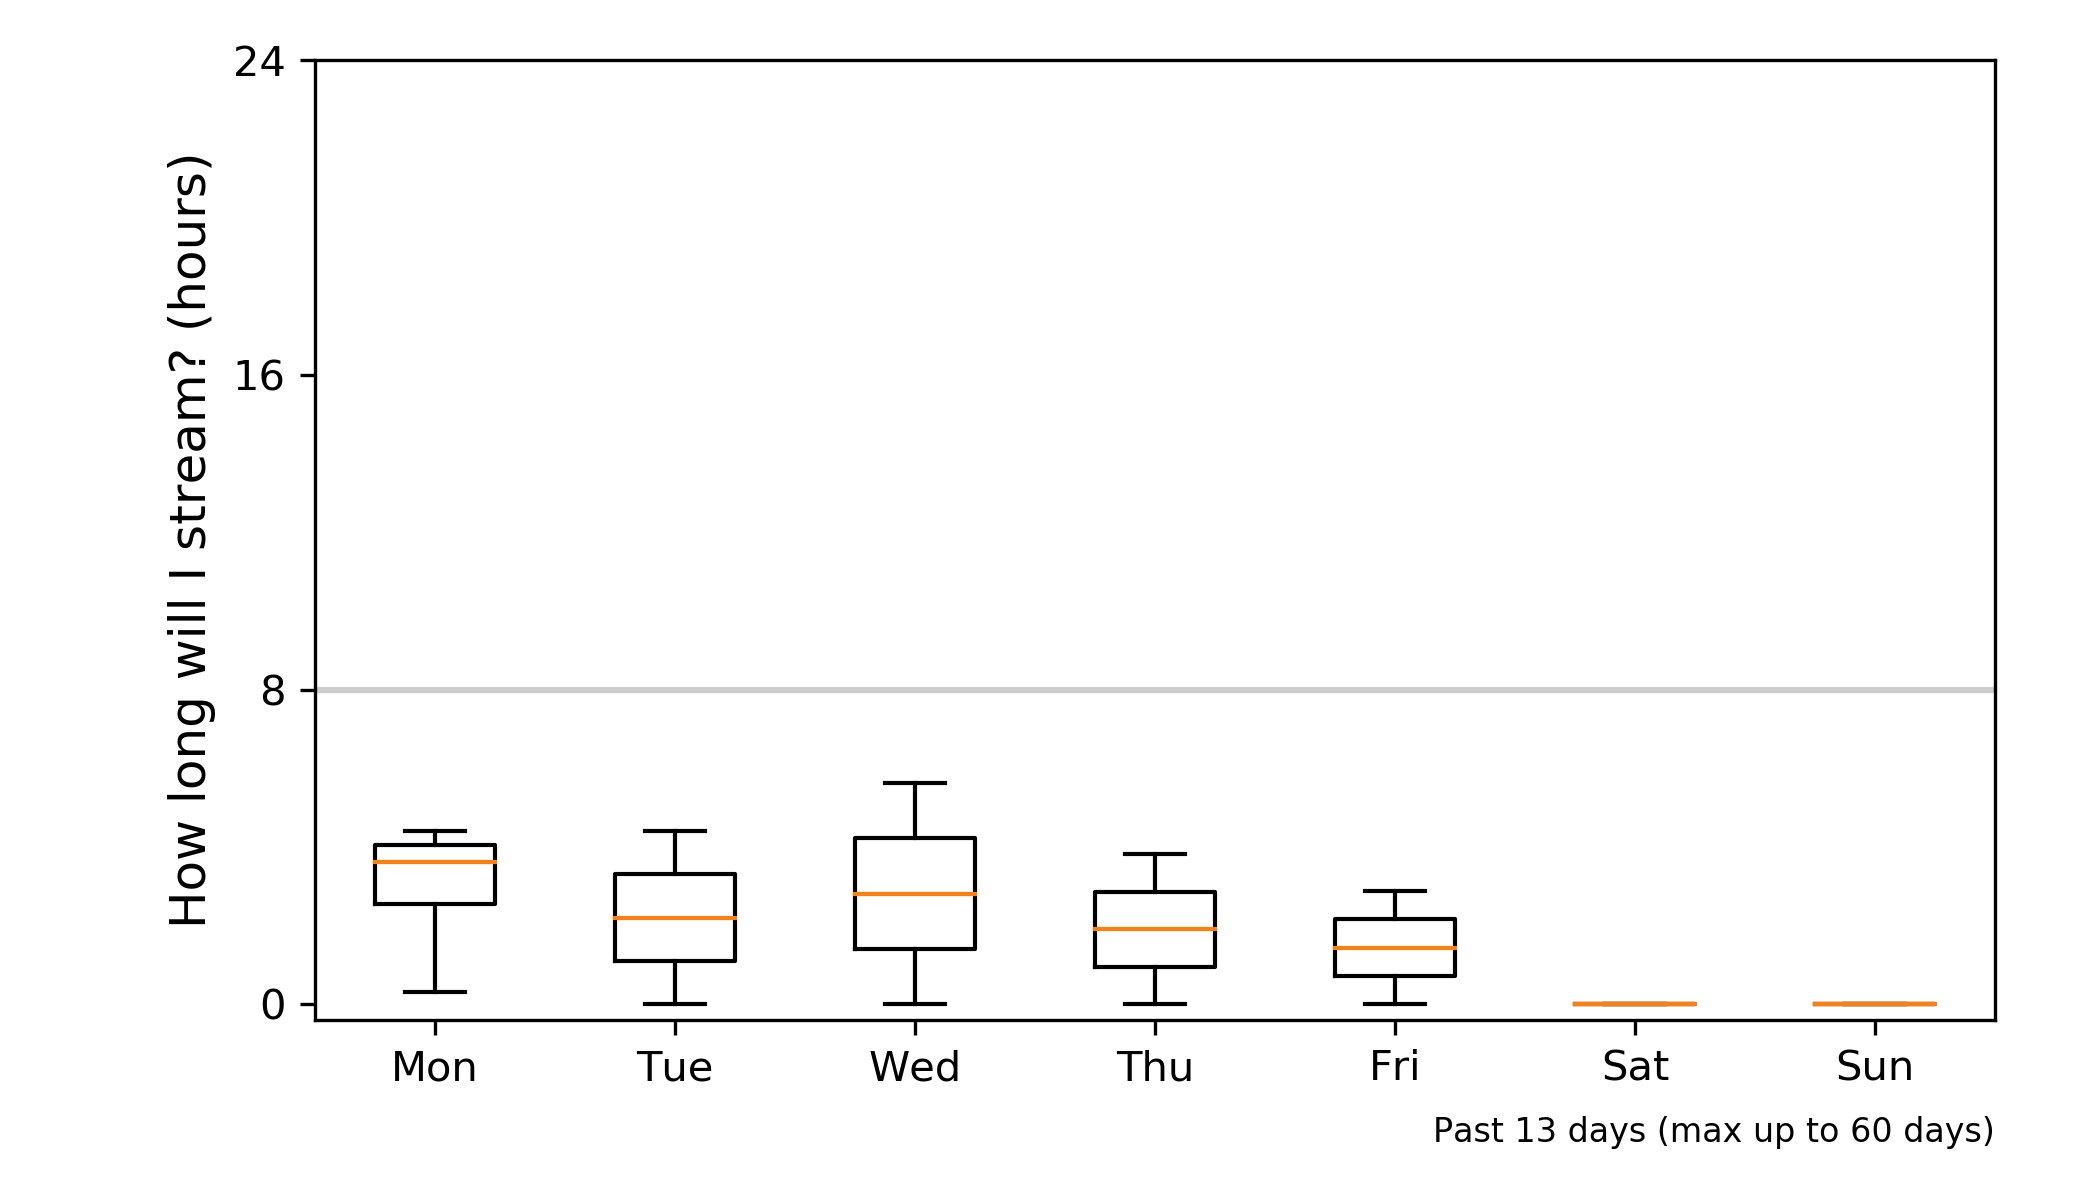 How long will I stream? (hours)
24
16
8
0
Mon Tue Wed Thu Fri Sat Sun
Past 13 days (max up to 60 days)